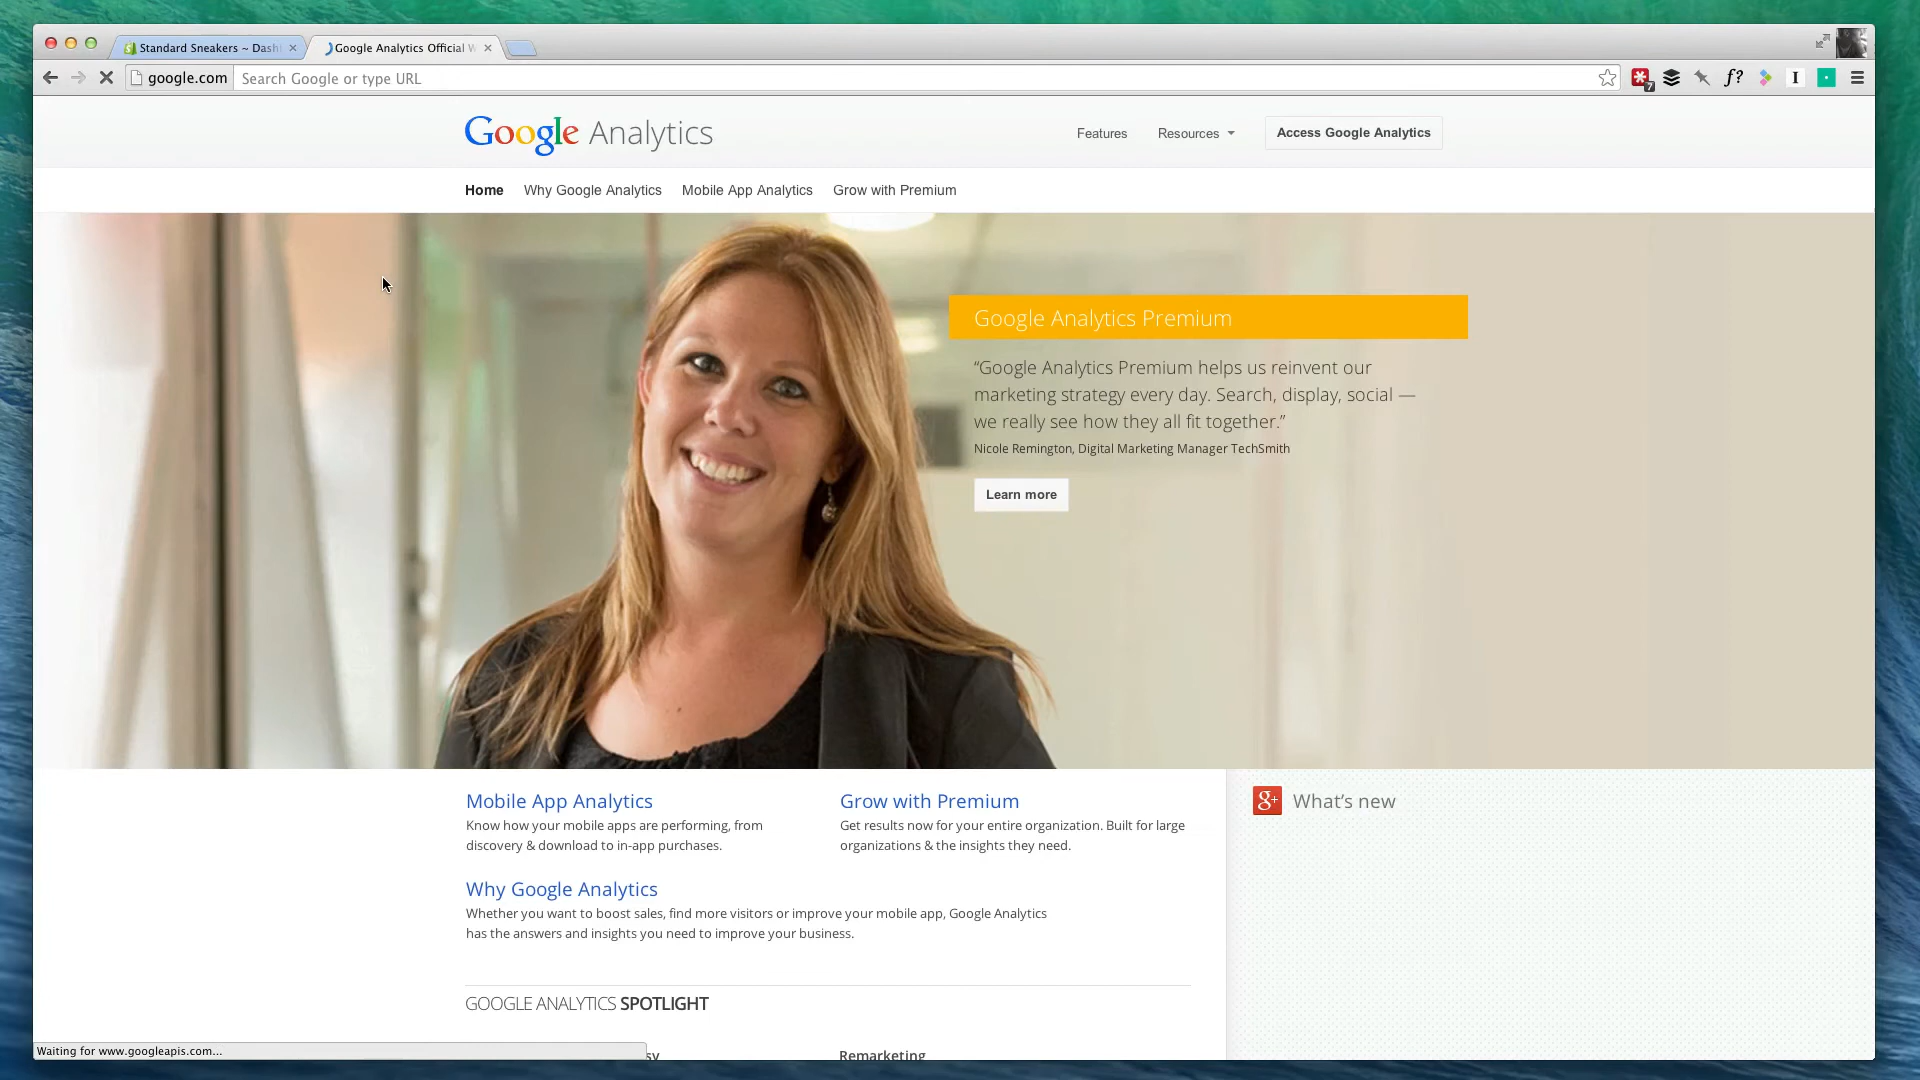 Standard Sneakers ~ Dash
Google Analytics Official W
google.com
Search Google or type URL
7
f?
I
Google Analytics
Features
Resources
Access Google Analytics
Home
Why Google Analytics
Mobile App Analytics
Grow with Premium
Google Analytics Premium
“Google Analytics Premium helps us reinvent our
marketing strategy every day. Search, display, social —
we really see how they all fit together.”
Nicole Remington, Digital Marketing Manager TechSmith
Learn more
Mobile App Analytics
Know how your mobile apps are performing, from
discovery & download to in-app purchases.
Grow with Premium
Get results now for your entire organization. Built for large
organizations & the insights they need.
g+ What's new
Why Google Analytics
Whether you want to boost sales, find more visitors or improve your mobile app, Google Analytics
has the answers and insights you need to improve your business.
GOOGLE ANALYTICS SPOTLIGHT
Remarketing
Waiting for www.googleapis.com...